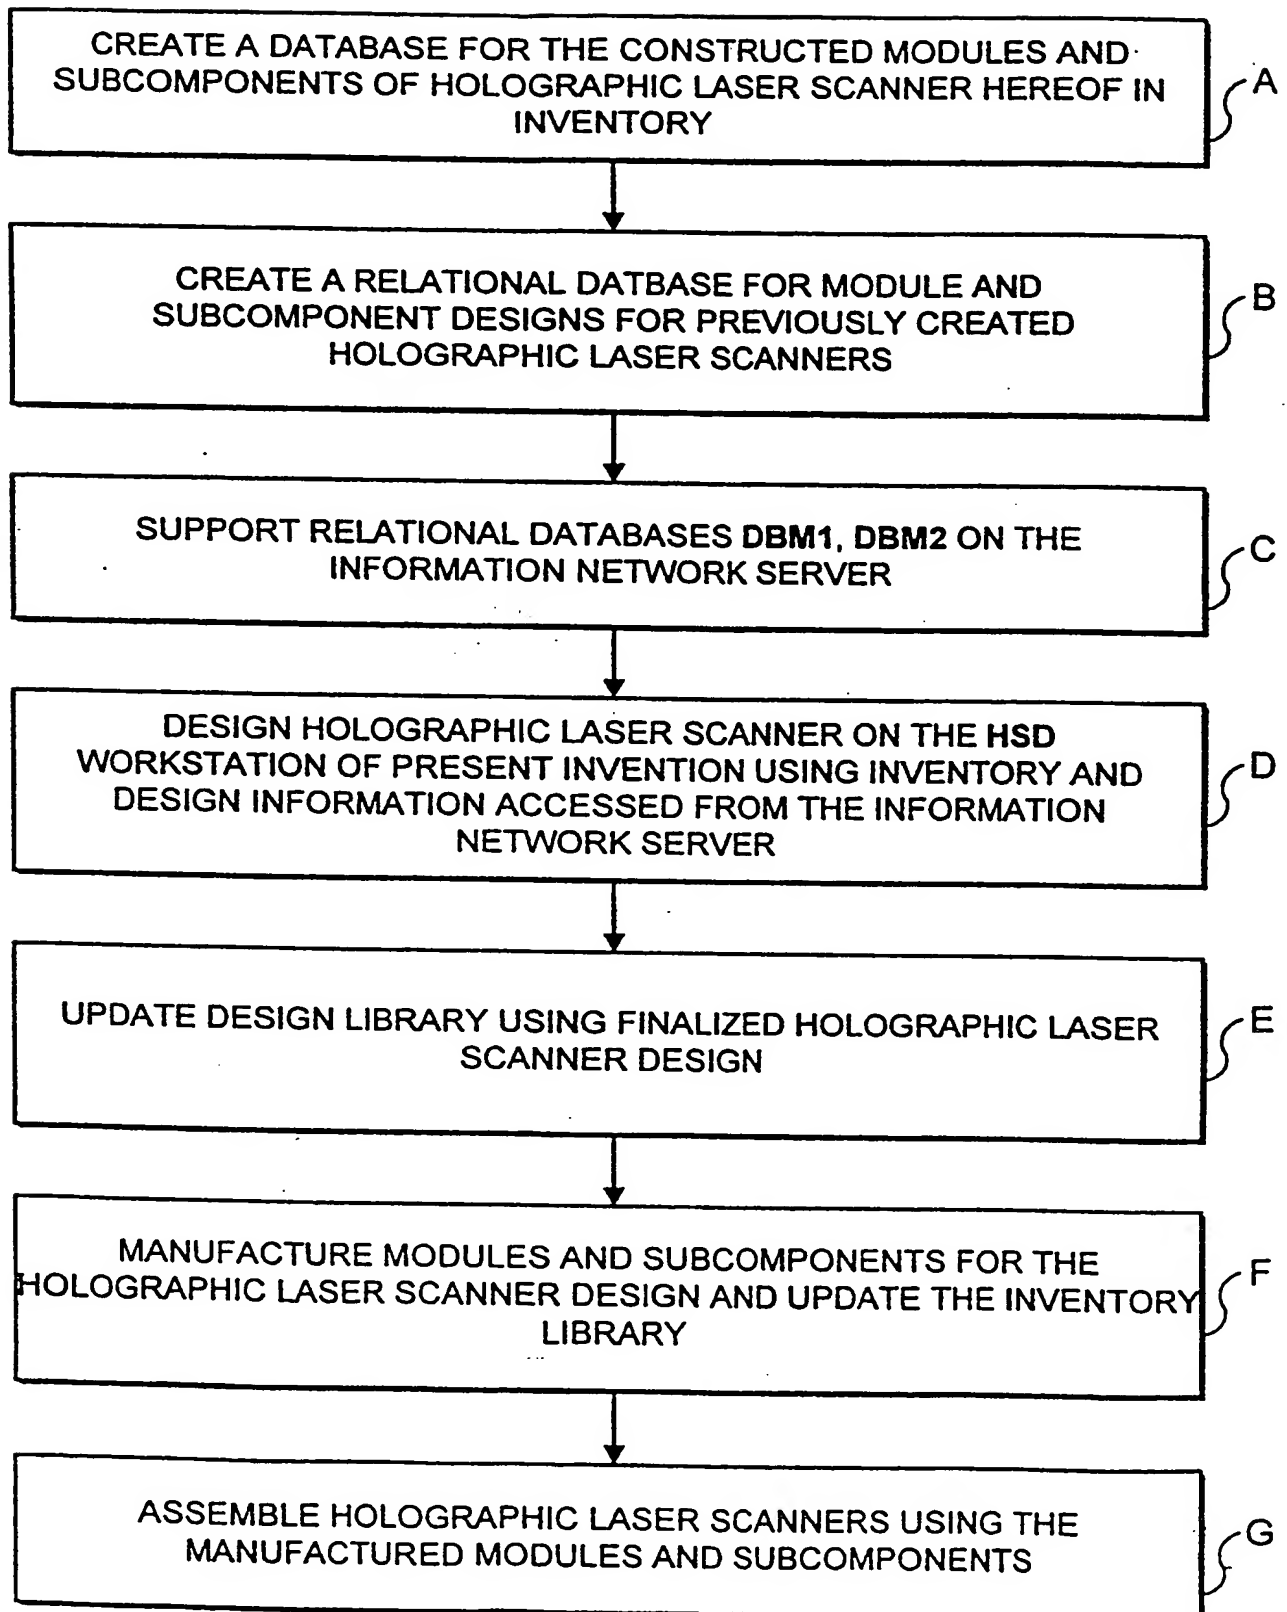 CREATE A DATABASE FOR THE CONSTRUCTED MODULES AND
SUBCOMPONENTS OF HOLOGRAPHIC LASER SCANNER HEREOF IN
INVENTORY
A
CREATE A RELATIONAL DATBASE FOR MODULE AND
SUBCOMPONENT DESIGNS FOR PREVIOUSLY CREATED
HOLOGRAPHIC LASER SCANNERS
B
SUPPORT RELATIONAL DATABASES DBM1, DBM2 ON THE
INFORMATION NETWORK SERVER
C
DESIGN HOLOGRAPHIC LASER SCANNER ON THE HSD
WORKSTATION OF PRESENT INVENTION USING INVENTORY AND
DESIGN INFORMATION ACCESSED FROM THE INFORMATION
NETWORK SERVER
D
UPDATE DESIGN LIBRARY USING FINALIZED HOLOGRAPHIC LASER
SCANNER DESIGN
E
MANUFACTURE MODULES AND SUBCOMPONENTS FOR THE
HOLOGRAPHIC LASER SCANNER DESIGN AND UPDATE THE INVENTORY
LIBRARY
F
ASSEMBLE HOLOGRAPHIC LASER SCANNERS USING THE
MANUFACTURED MODULES AND SUBCOMPONENTS
G